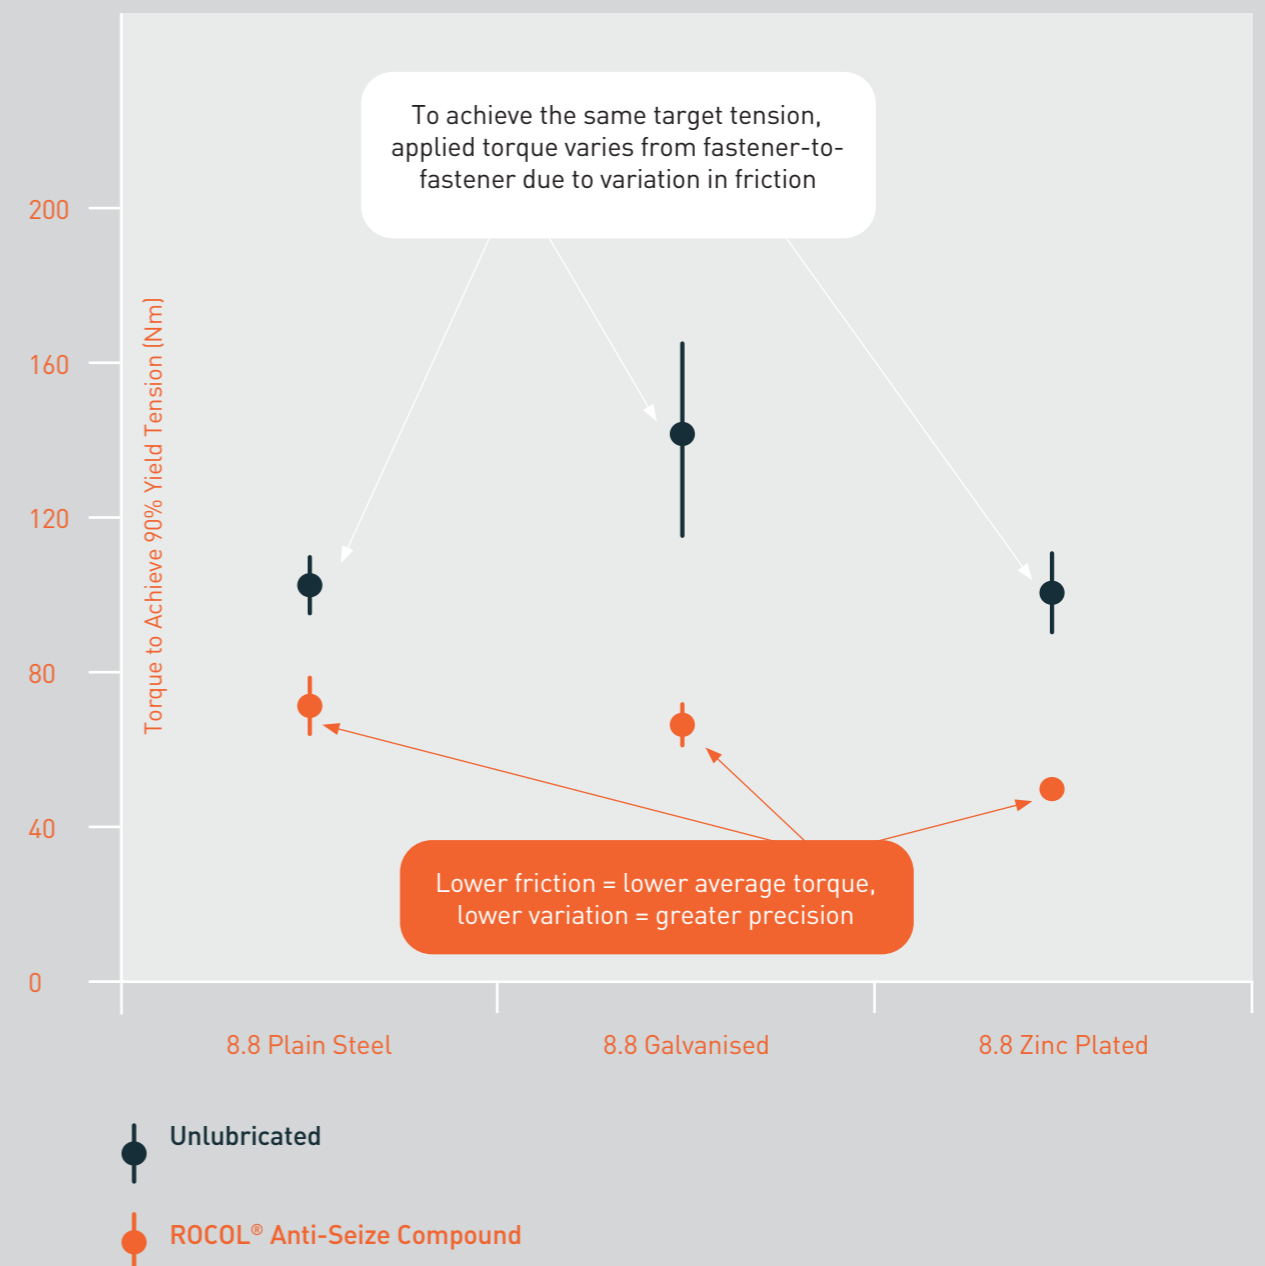 To achieve the same target tension,
applied torque varies from fastener-to-
fastener due to variation in friction
200
160
120
80
40
0
Torque to Achieve 90% Yield Tension (Nm)
Lower friction = lower average torque,
lower variation = greater precision
8.8 Plain Steel
8.8 Galvanised
8.8 Zinc Plated
Unlubricated
ROCOL® Anti-Seize Compound